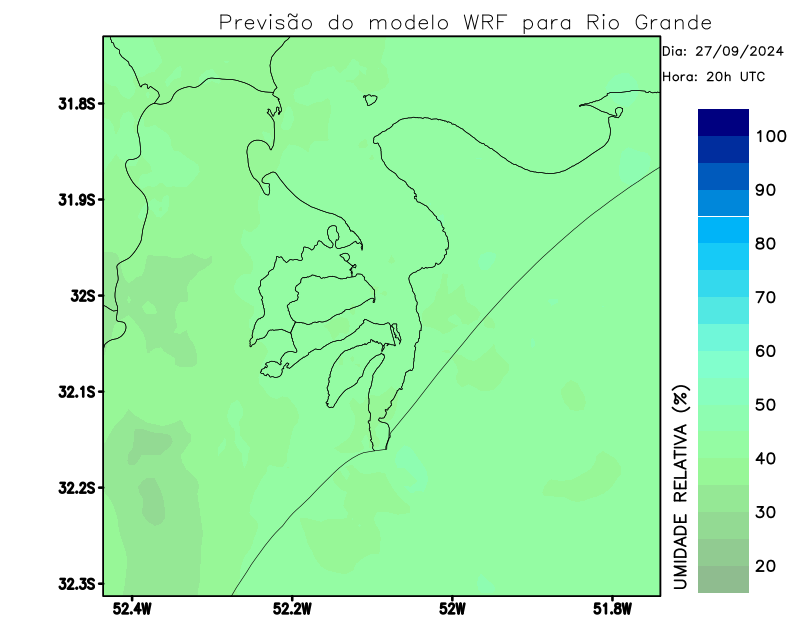 Previsão do modelo WRF para Rio Grande
Dia: 27/09/2024
Hora: 20h UTC
31.8S
31.9S
32S
32.1S
32.2S
32.3S
52.4W
52.2W
52W
51.8W
100
90
80
70
60
50
40
30
20
UMIDADE RELATIVA (%)